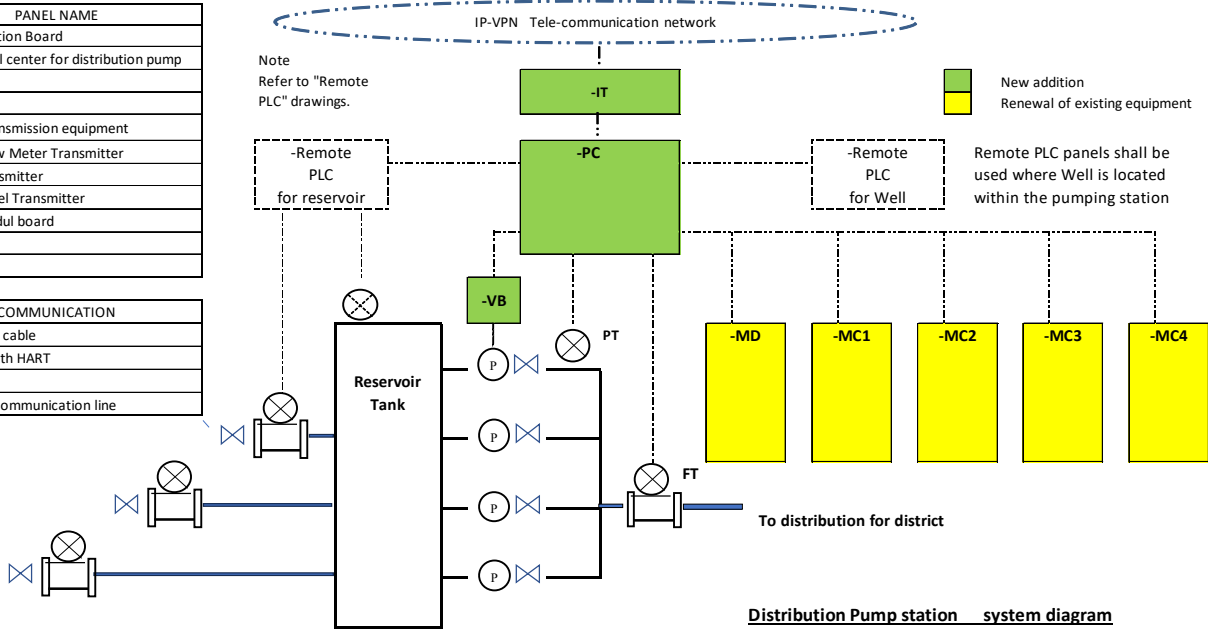 PANEL NAME
tion Board
l center for distribution pump
nsmission equipment
w Meter Transmitter
smitter
el Transmitter
dul board
COMMUNICATION
cable
th HART
ommunication line
IP-VPN Tele-communication network
Note
Refer to "Remote
PLC" drawings.
-IT
New addition
Renewal of existing equipment
-Remote
PLC
for reservoir
-PC
-Remote
PLC
for Well
Remote PLC panels shall be
used where Well is located
within the pumping station
-VB
PT
-MD
-MC1
-MC2
-MC3
-MC4
Reservoir
Tank
P
P
P
P
FT
To distribution for district
Distribution Pump station system diagram